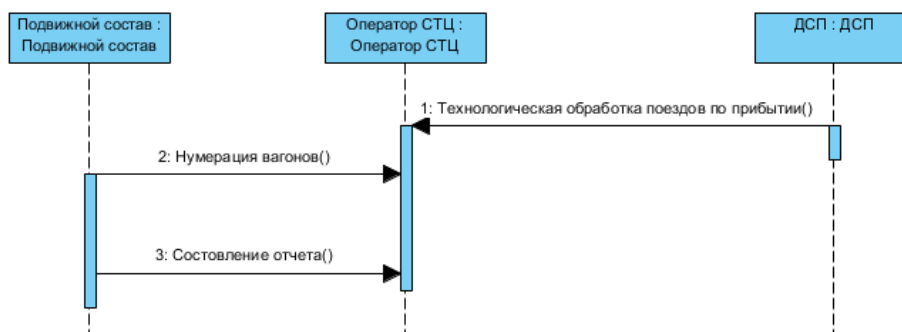 Подвижной состав :
Подвижной состав
Оператор СТЦ :
Оператор СТЦ
ДСП : ДСП
1: Технологическая обработка поездов по прибытии()
2: Нумерация вагонов()
3: Состовление отчета()